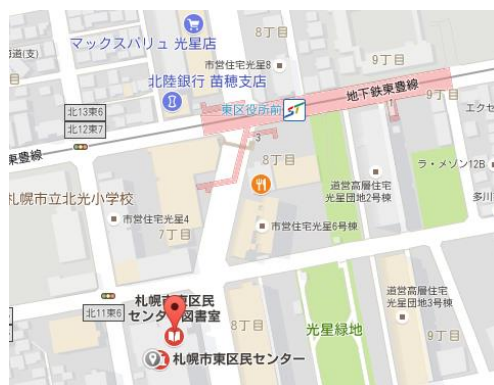 8丁目
マックスバリュ 光星店
道(支)
市営住宅光星8
9丁目
北陸銀行 苗穂支店
地下鉄東豊線
9丁目
東区役所前
1
エクセ
北13東6
北12東7
3
東豊線
8丁目
ラ・メゾン12B
道営高層住宅
光星団地2号棟
札幌市立北光小学校
多川
市営住宅光星4
市営住宅光星6号棟
7丁目
道営高層住宅
光星団地3号棟
札幌市東区民
センター図書室
北11東6
8丁目
光星緑地
9丁目
札幌市東区民センター